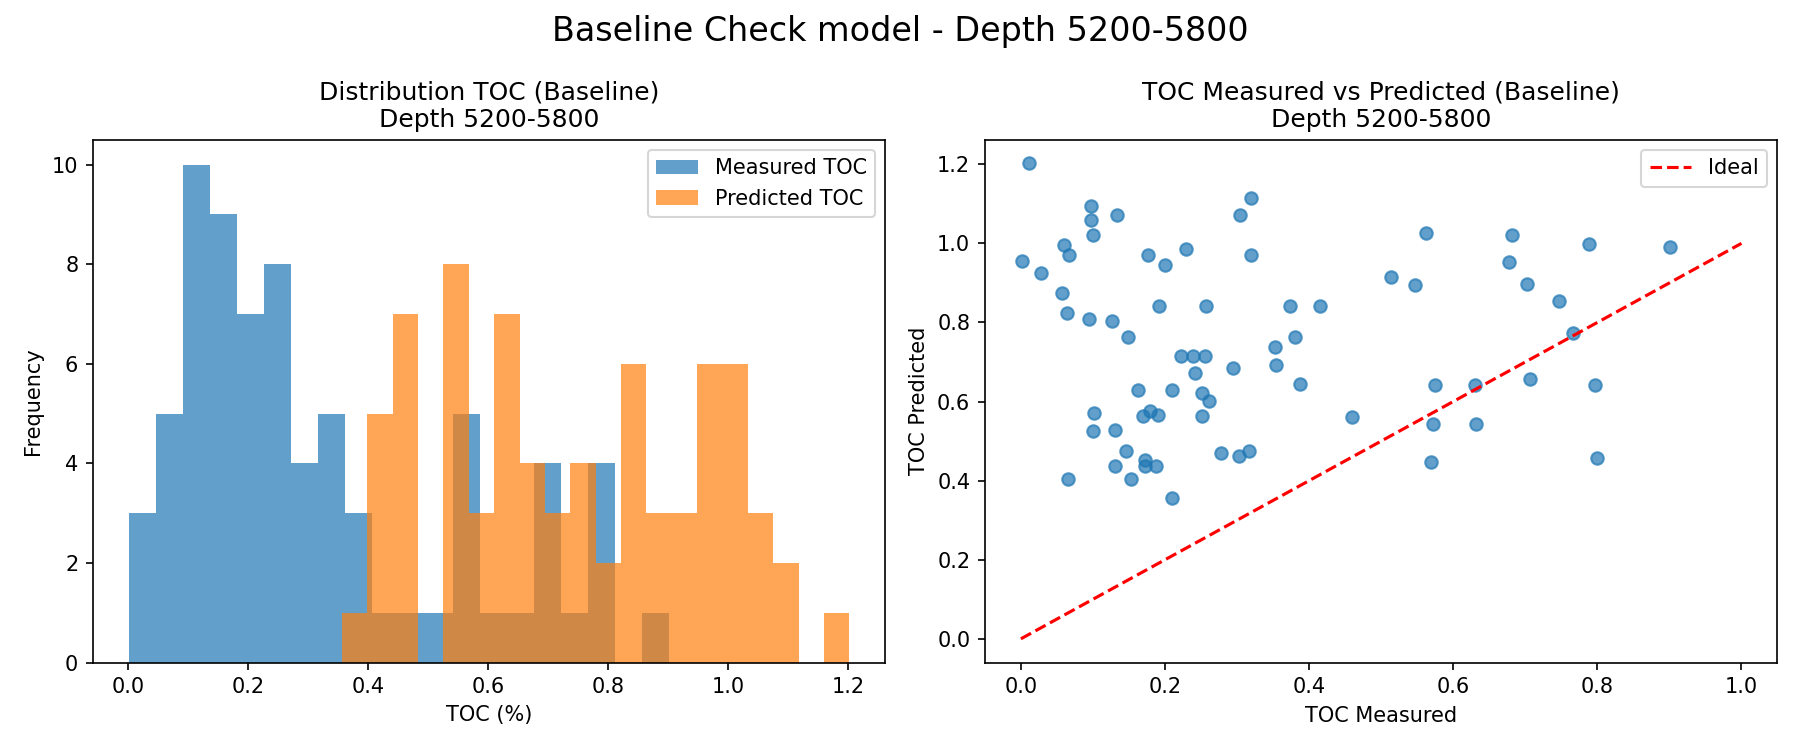 Baseline Check model - Depth 5200-5800
Distribution TOC (Baseline)
Depth 5200-5800
Measured TOC
Predicted TOC
Frequency
10
8
6
4
2
0
0.0 0.2 0.4 0.6 0.8 1.0 1.2
TOC (%)
TOC Measured vs Predicted (Baseline)
Depth 5200-5800
Ideal
TOC Predicted
1.2
1.0
0.8
0.6
0.4
0.2
0.0
0.0 0.2 0.4 0.6 0.8 1.0
TOC Measured